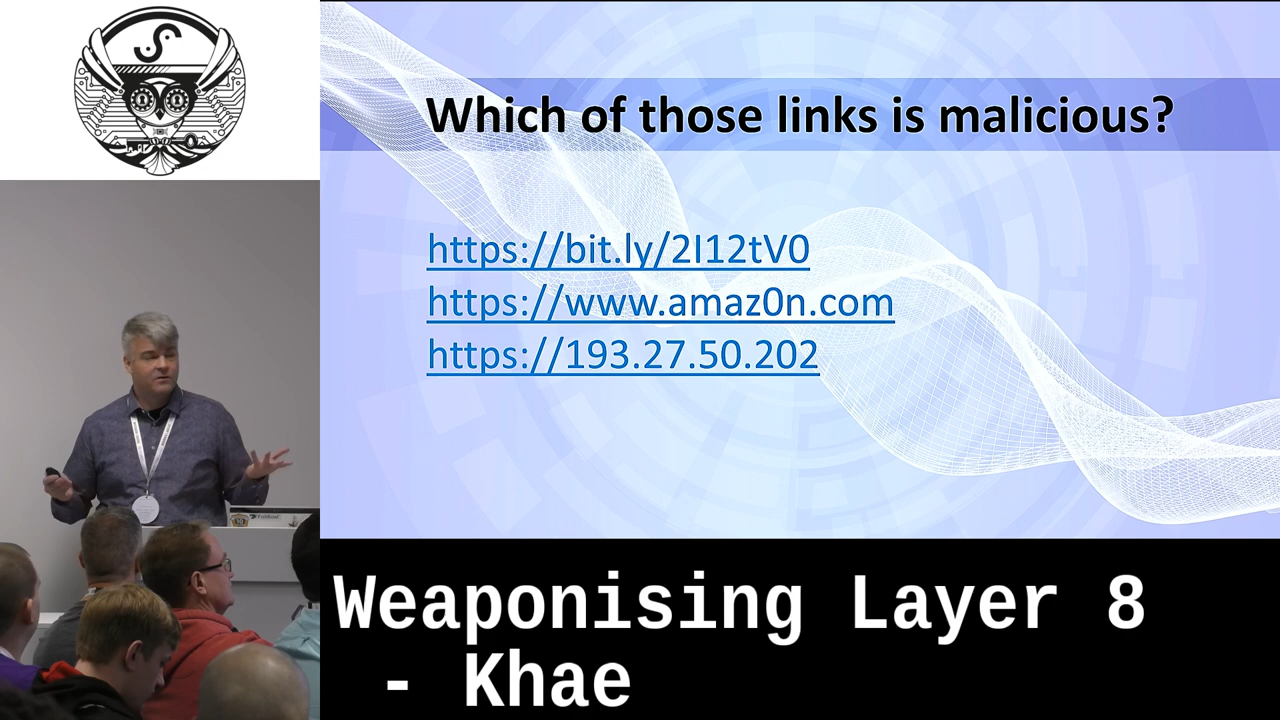 Which of those links is malicious?
https://bit.ly/2I12tV0
https://www.amaz0n.com
https://193.27.50.202
Weaponising Layer 8
- Khae